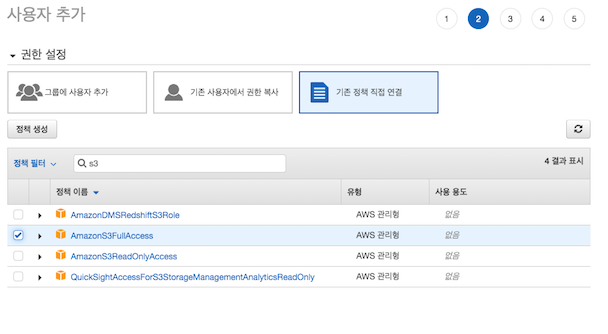 사용자 추가
1 2 3 4 5
권한 설정
그룹에 사용자 추가 기존 사용자에서 권한 복사 기존 정책 직접 연결
정책 생성
정책 필터 s3 4 결과 표시
정책 이름 유형 사용 용도
AmazonDMSRedshiftS3Role AWS 관리형 없음
AmazonS3FullAccess AWS 관리형 없음
AmazonS3ReadOnlyAccess AWS 관리형 없음
QuickSightAccessForS3StorageManagementAnalyticsReadOnly AWS 관리형 없음